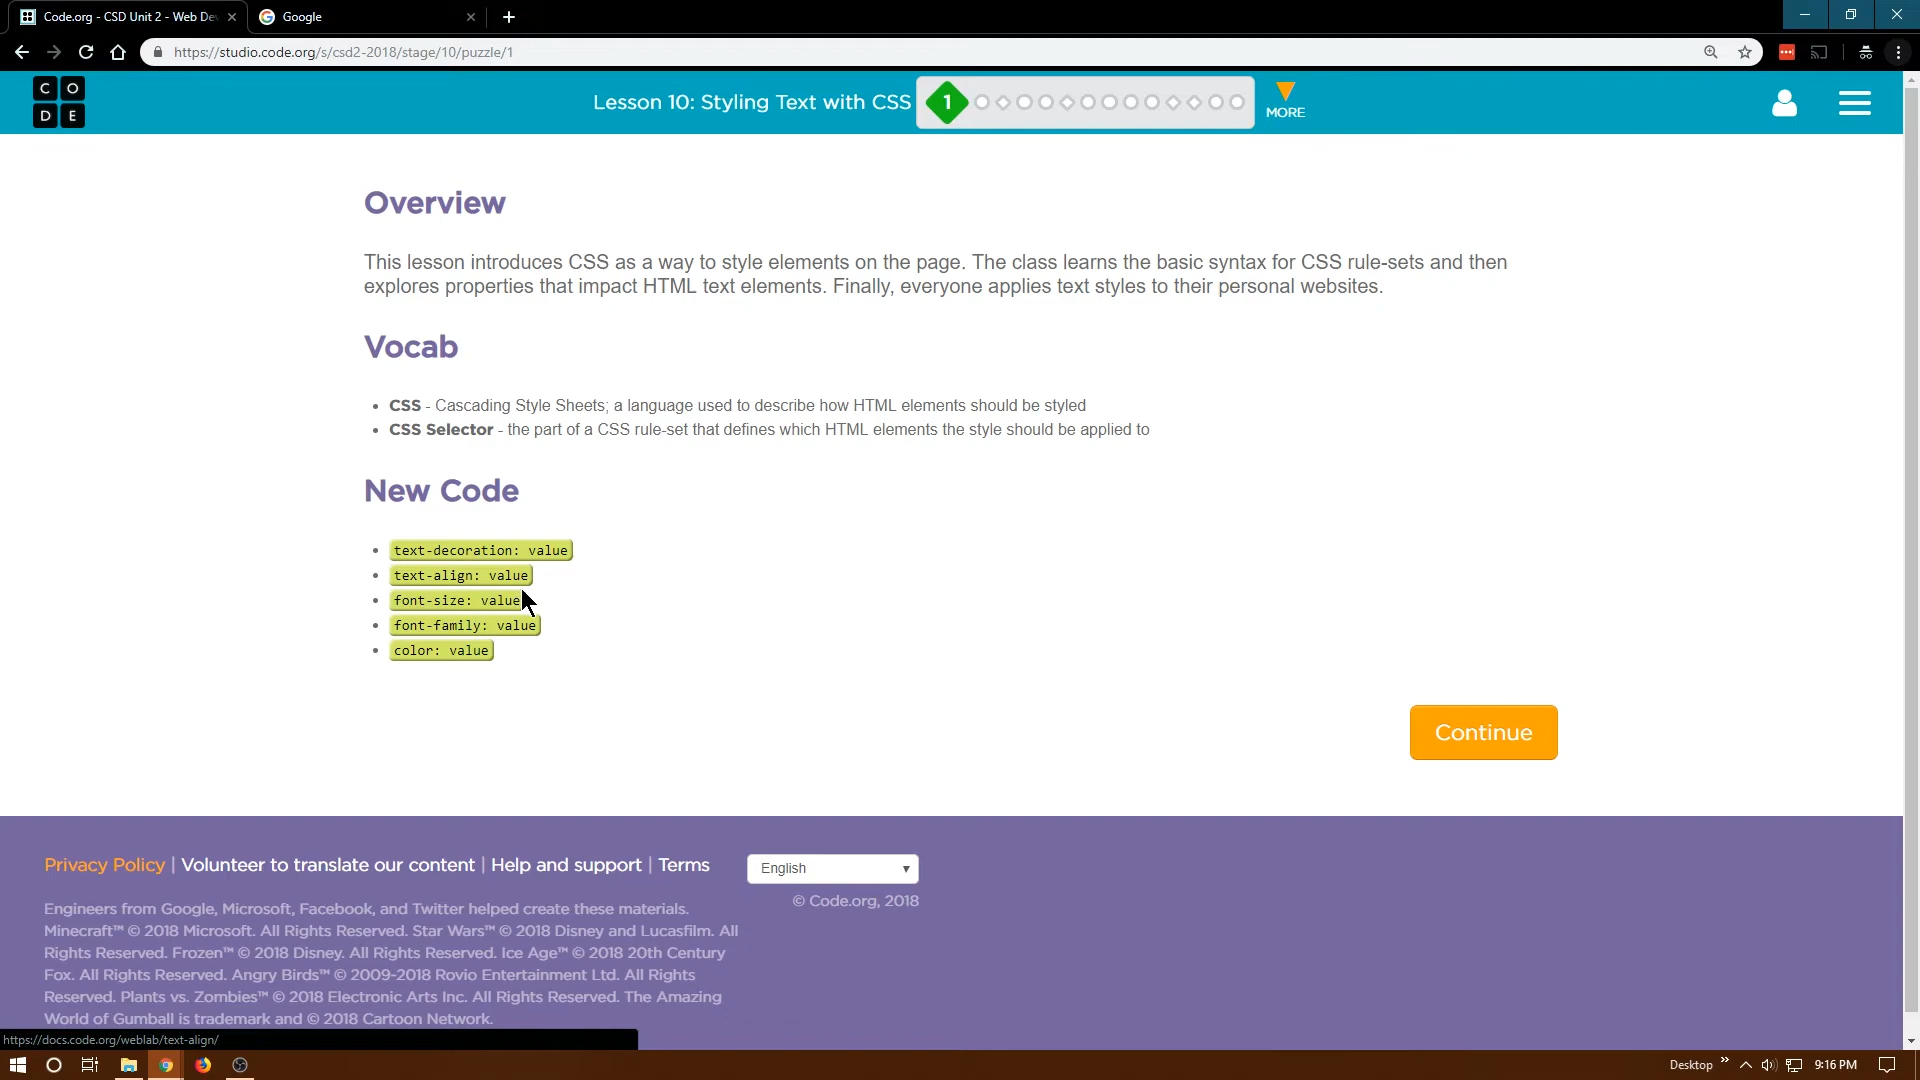 Code.org - CSD Unit 2 - Web De
Google
https://studio.code.org/s/csd2-2018/stage/10/puzzle/1
C O
D E
Lesson 10: Styling Text with CSS
1
MORE
Overview
This lesson introduces CSS as a way to style elements on the page. The class learns the basic syntax for CSS rule-sets and then
explores properties that impact HTML text elements. Finally, everyone applies text styles to their personal websites.
Vocab
• CSS - Cascading Style Sheets; a language used to describe how HTML elements should be styled
• CSS Selector - the part of a CSS rule-set that defines which HTML elements the style should be applied to
New Code
• text-decoration: value
• text-align: value
• font-size: value
• font-family: value
• color: value
Continue
Privacy Policy | Volunteer to translate our content | Help and support | Terms
English
© Code.org, 2018
Engineers from Google, Microsoft, Facebook, and Twitter helped create these materials.
Minecraft™ © 2018 Microsoft. All Rights Reserved. Star Wars™ © 2018 Disney and Lucasfilm. All
Rights Reserved. Frozen™ © 2018 Disney. All Rights Reserved. Ice Age™ © 2018 20th Century
Fox. All Rights Reserved. Angry Birds™ © 2009-2018 Rovio Entertainment Ltd. All Rights
Reserved. Plants vs. Zombies™ © 2018 Electronic Arts Inc. All Rights Reserved. The Amazing
World of Gumball is trademark and © 2018 Cartoon Network.
https://docs.code.org/weblab/text-align/
Desktop
9:16 PM